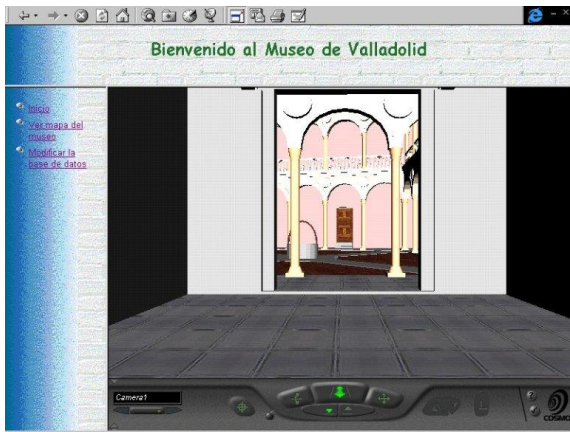 Bienvenido al Museo de Valladolid
Inicio
Ver mapa del
museo
Modificar la
base de datos
Camera1
COSMO